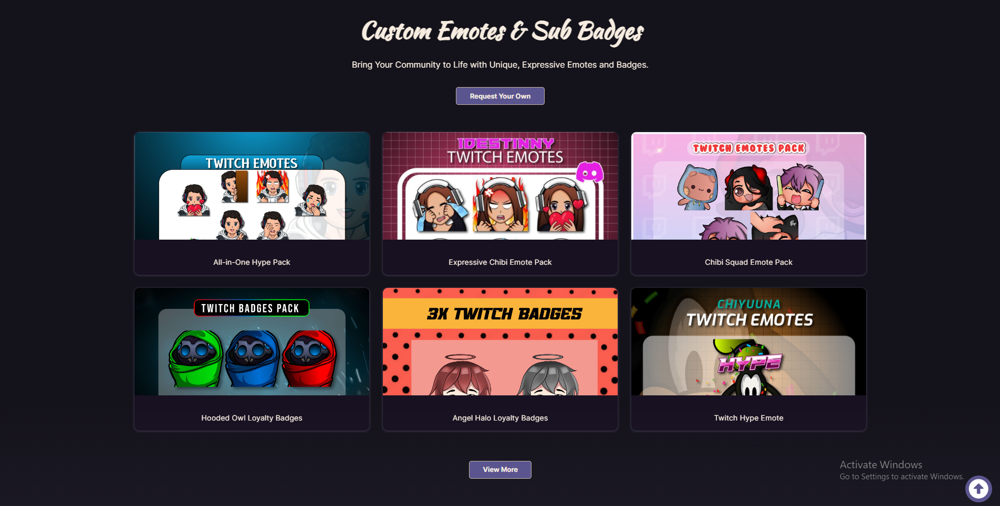 Custom Emotes & Sub Badges
Bring Your Community to Life with Unique, Expressive Emotes and Badges.
Request Your Own
TWITCH EMOTES
All-in-One Hype Pack
IDESTINNY
TWITCH EMOTES
Expressive Chibi Emote Pack
TWITCH EMOTES PACK
Chibi Squad Emote Pack
TWITCH BADGES PACK
Hooded Owl Loyalty Badges
3X TWITCH BADGES
Angel Halo Loyalty Badges
CHIYUUNA
TWITCH EMOTES
HYPE
Twitch Hype Emote
View More
Activate Windows
Go to Settings to activate Windows.